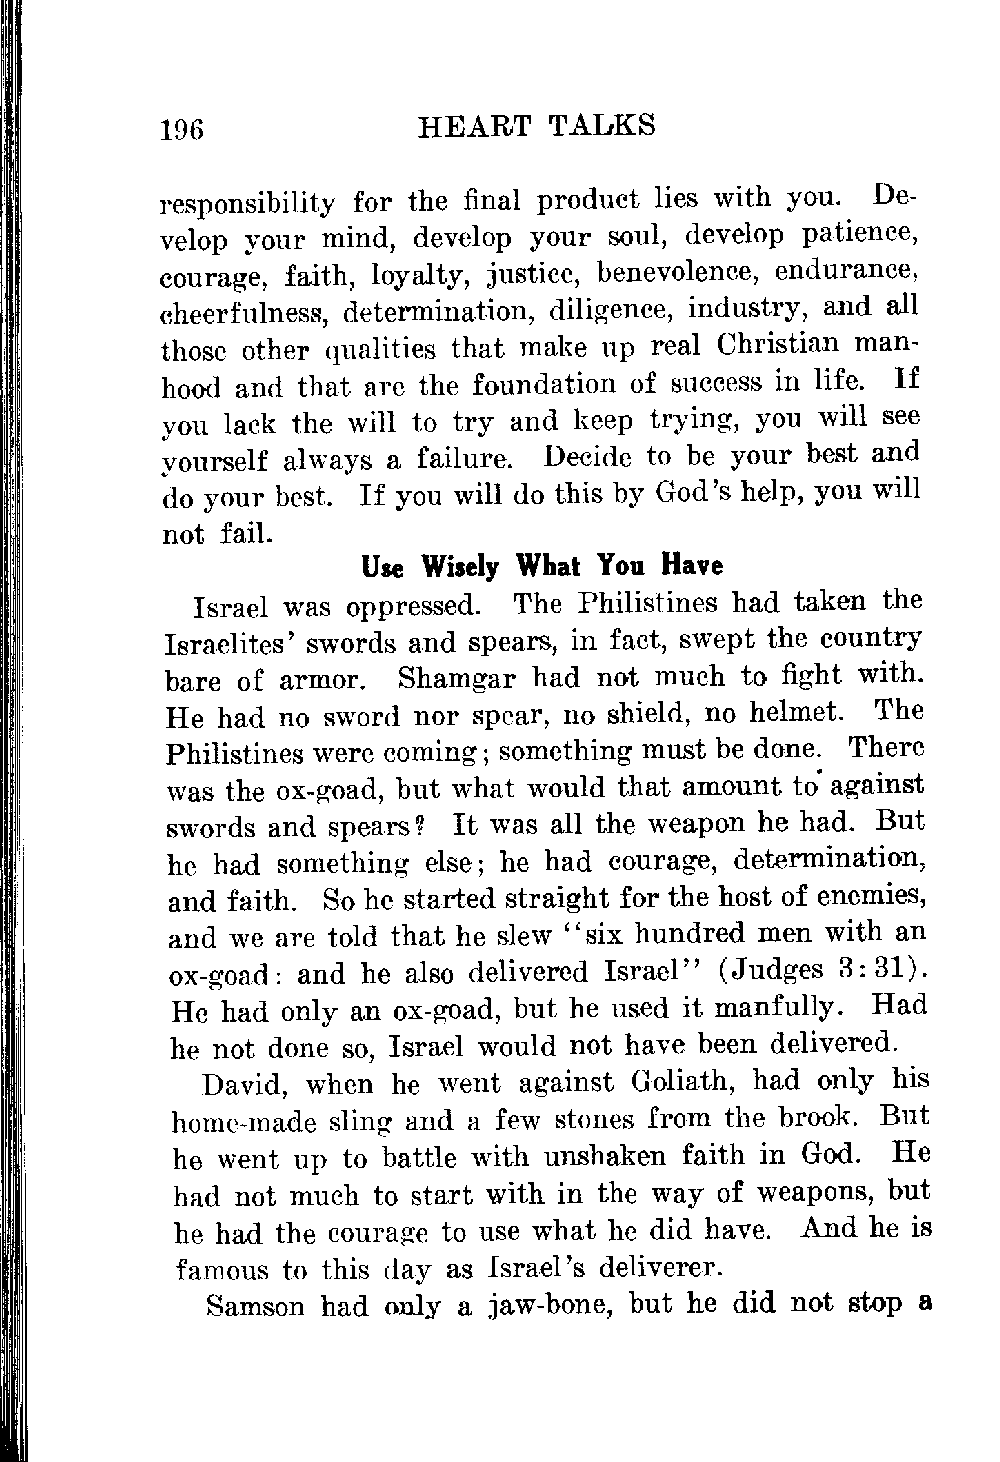 196 HEART TALKS
responsibility for the final product lies with you. De-
velop your mind, develop your soul, develop patience,
courage, faith, loyalty, justice, benevolence, endurance,
cheerfulness, determination, diligence, industry, and all
those other qualities that make up real Christian man-
hood and that are the foundation of success in life. If
you lack the will to try and keep trying, you will see
yourself always a failure. Decide to be your best and
do your best. If you will do this by God's help, you will
not fail.
Use Wisely What You Have
Israel was oppressed. The Philistines had taken the
Israelites' swords and spears, in fact, swept the country
bare of armor. Shamgar had not much to fight with.
He had no sword nor spear, no shield, no helmet. The
Philistines were coming; something must be done. There
was the ox-goad, but what would that amount to against
swords and spears? It was all the weapon he had. But
he had something else; he had courage, determination,
and faith. So he started straight for the host of enemies,
and we are told that he slew "six hundred men with an
ox-goad: and he also delivered Israel" (Judges 3:31).
He had only an ox-goad, but he used it manfully. Had
he not done so, Israel would not have been delivered.
David, when he went against Goliath, had only his
home-made sling and a few stones from the brook. But
he went up to battle with unshaken faith in God. He
had not much to start with in the way of weapons, but
he had the courage to use what he did have. And he is
famous to this day as Israel's deliverer.
Samson had only a jaw-bone, but he did not stop a